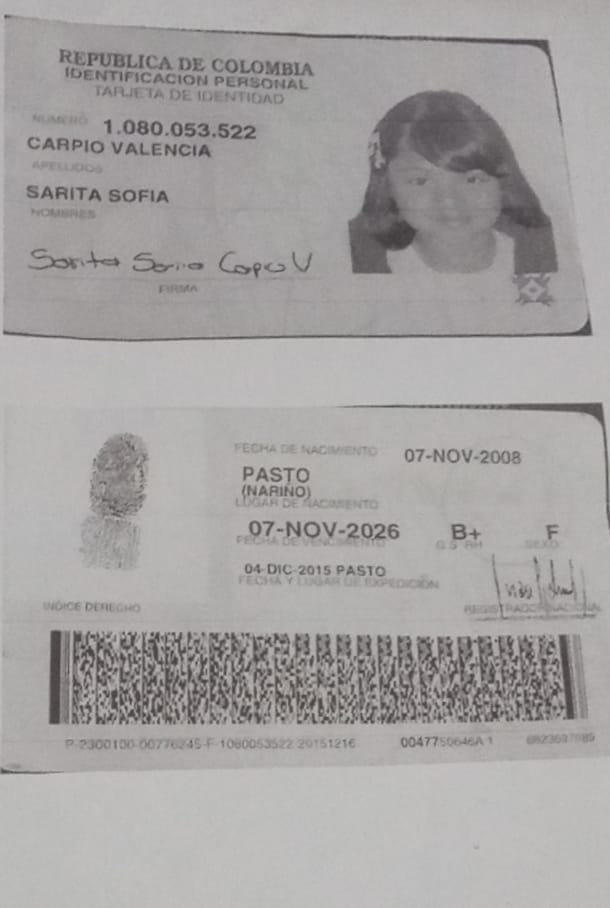 REPUBLICA DE COLOMBIA
IDENTIFICACION PERSONAL
TARJETA DE IDENTIDAD
NUMERO 1.080.053.522
CARPIO VALENCIA
APELLIDOS
SARITA SOFIA
NOMBRES
Sarita Sofia Carpio V
FIRMA
FECHA DE NACIMIENTO 07-NOV-2008
PASTO
(NARIÑO)
LUGAR DE NACIMIENTO
07-NOV-2026 B+ F
FECHA DE VENCIMIENTO G.S. RH SEXO
04-DIC-2015 PASTO
FECHA Y LUGAR DE EXPEDICIÓN
INDICE DERECHO REGISTRADOR NACIONAL
P-2300100-00776245-F-1080053522-20151216 0047750646A 1